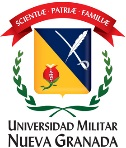 SCIENTIÆ - PATRIÆ - FAMILIÆ
UNIVERSIDAD MILITAR
NUEVA GRANADA